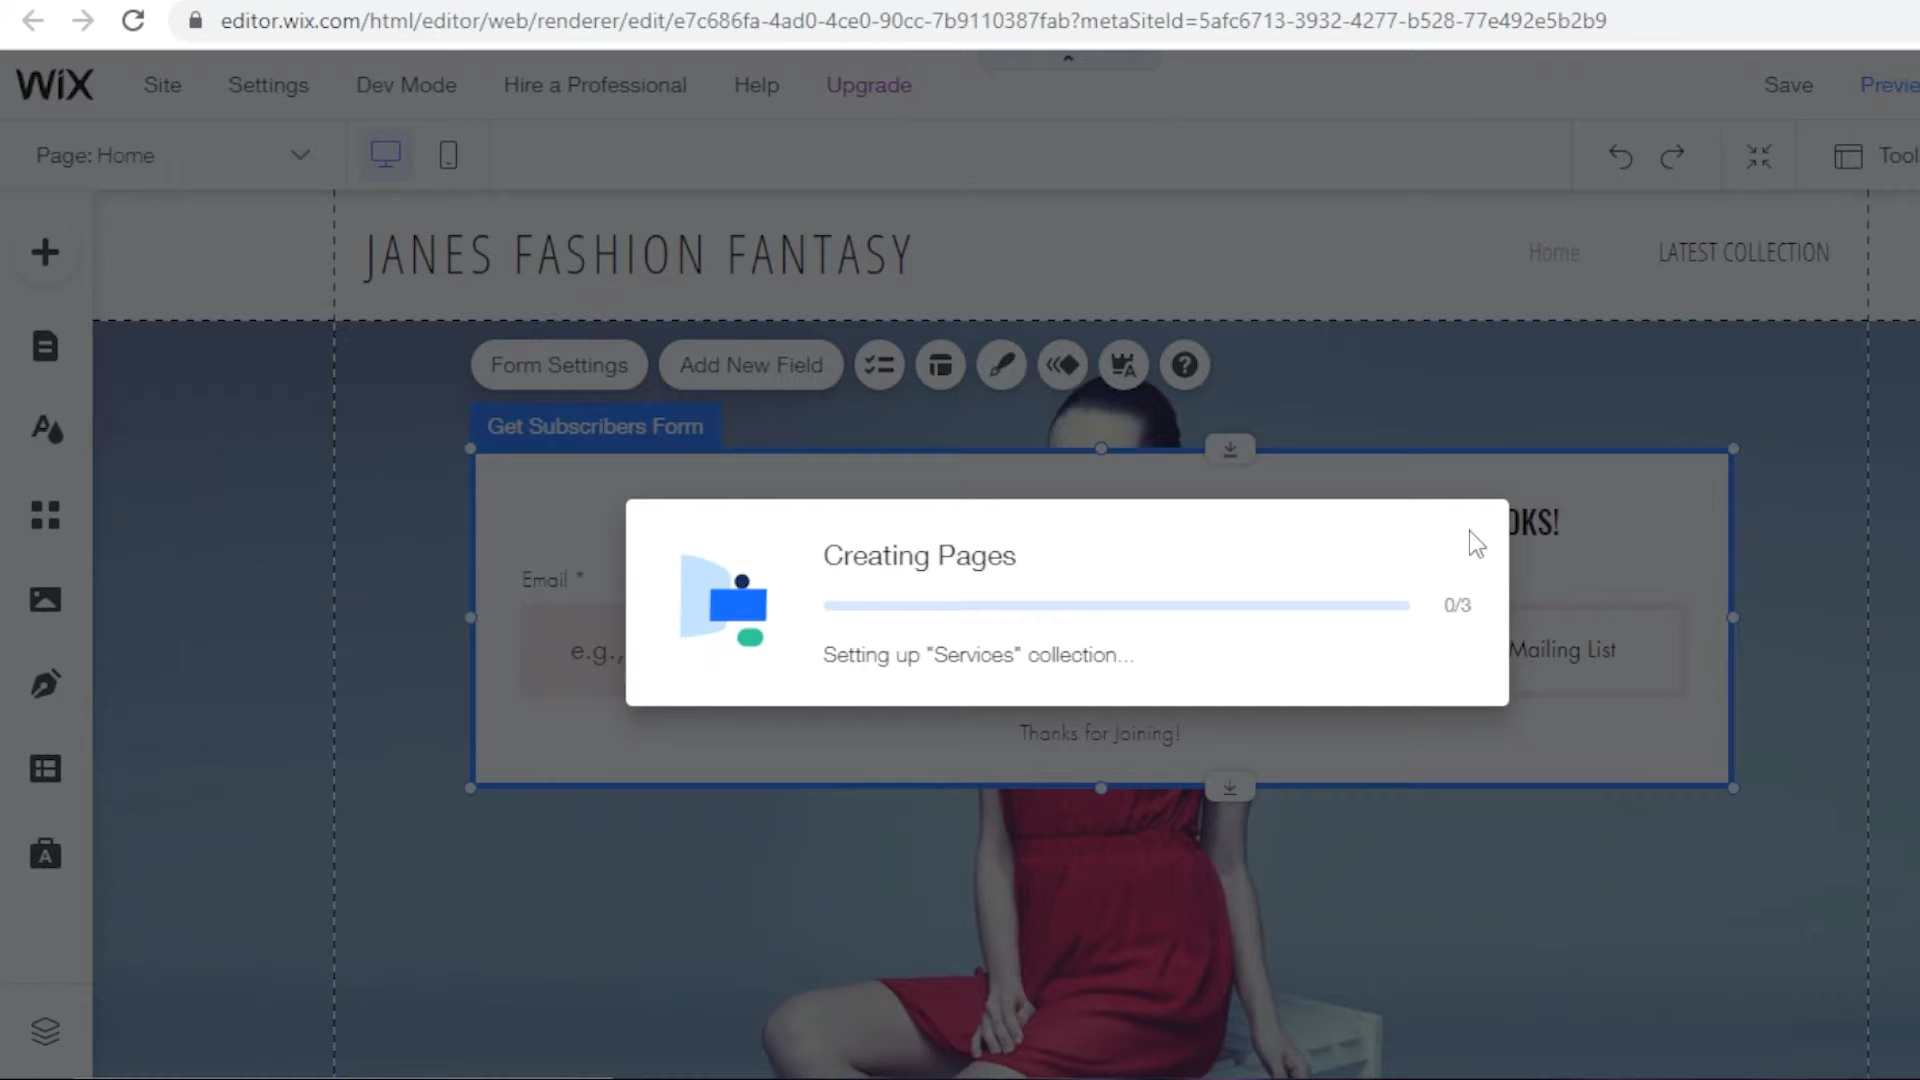 editor.wix.com/html/editor/web/renderer/edit/e7c686fa-4ad0-4ce0-90cc-7b9110387fab?metaSiteId=5afc6713-3932-4277-b528-77e492e5b2b9
WiX Site Settings Dev Mode Hire a Professional Help Upgrade Save Previe
Page: Home Tool
JANES FASHION FANTASY Home LATEST COLLECTION
Form Settings Add New Field
Get Subscribers Form
OKS!
Creating Pages
Email *
0/3
e.g., Mailing List
Setting up "Services" collection...
Thanks for Joining!